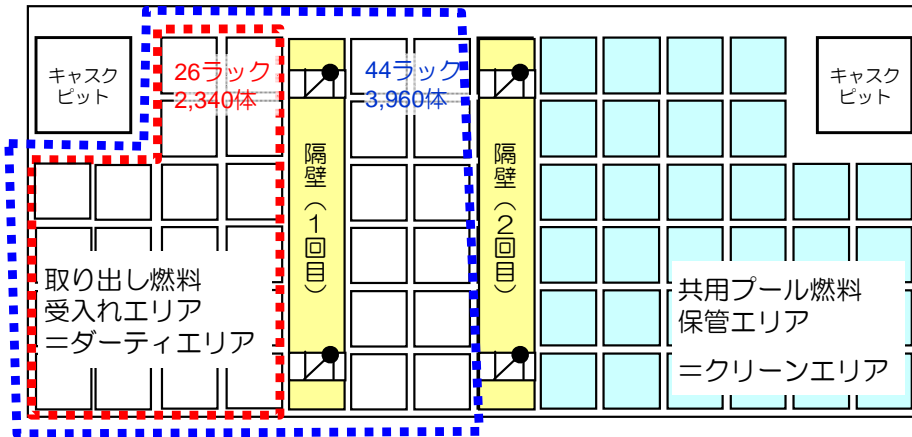 キャスク
ピット
26ラック
2,340体
44ラック
3,960体
キャスク
ピット
隔壁（１回目）
隔壁（２回目）
取り出し燃料
受入れエリア
＝ダーティエリア
共用プール燃料
保管エリア
＝クリーンエリア